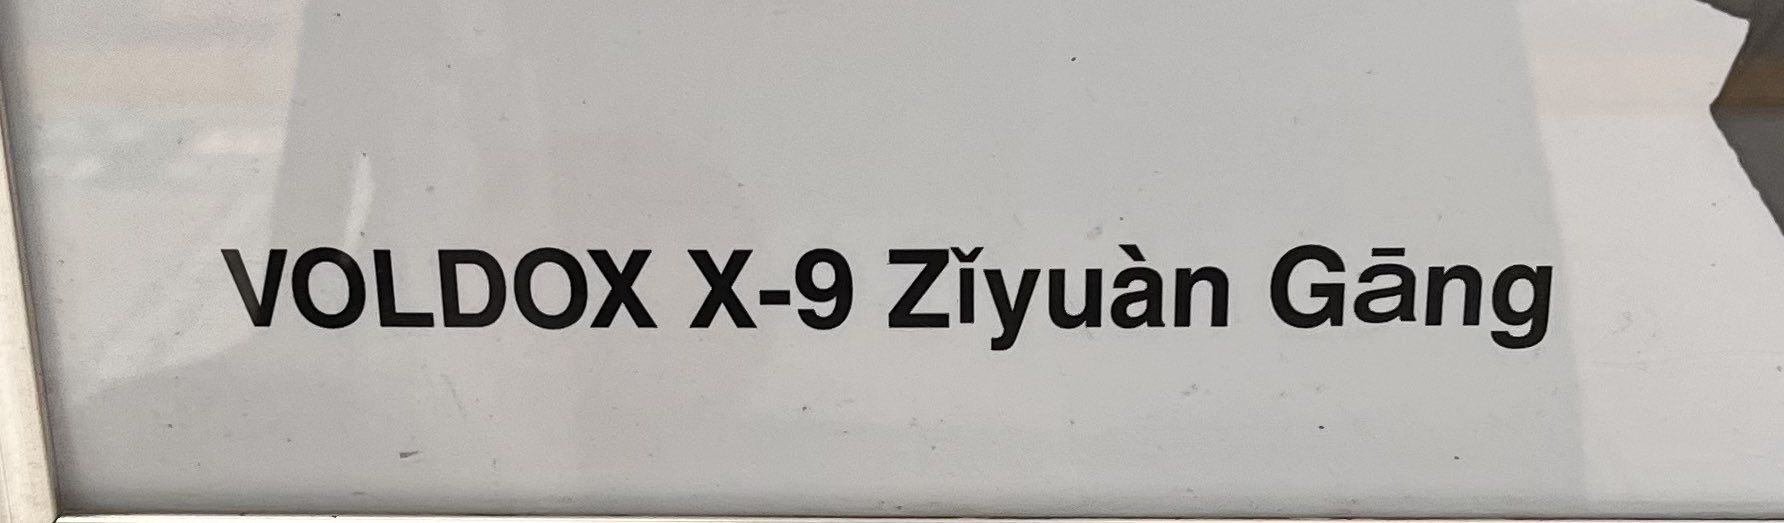 VOLDOX X-9 Zǐyuàn Gāng